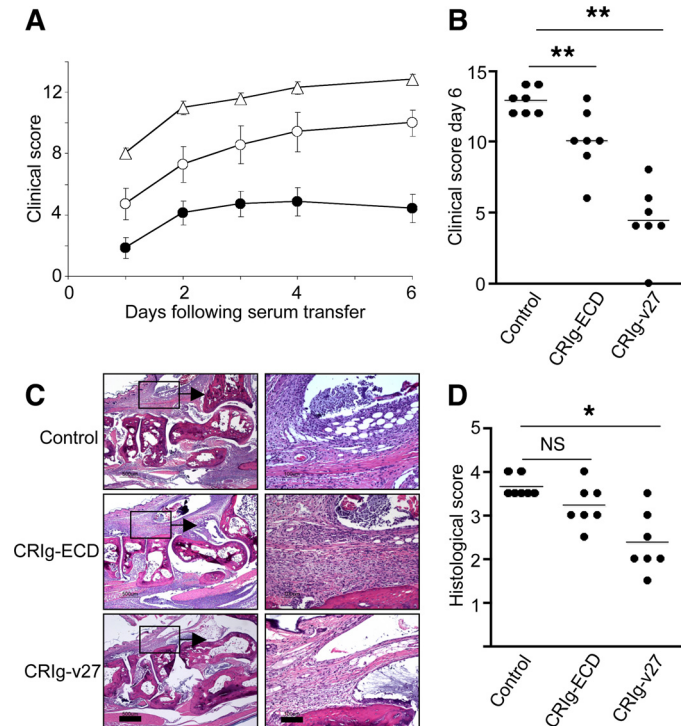 A
Clinical score
12
8
4
0
0
2
4
6
Days following serum transfer
B
**
**
Clinical score day 6
15
10
5
0
Control
CRIg-ECD
CRIg-v27
C
Control
CRIg-ECD
CRIg-v27
D
*
NS
Histological score
5
4
3
2
1
Control
CRIg-ECD
CRIg-v27